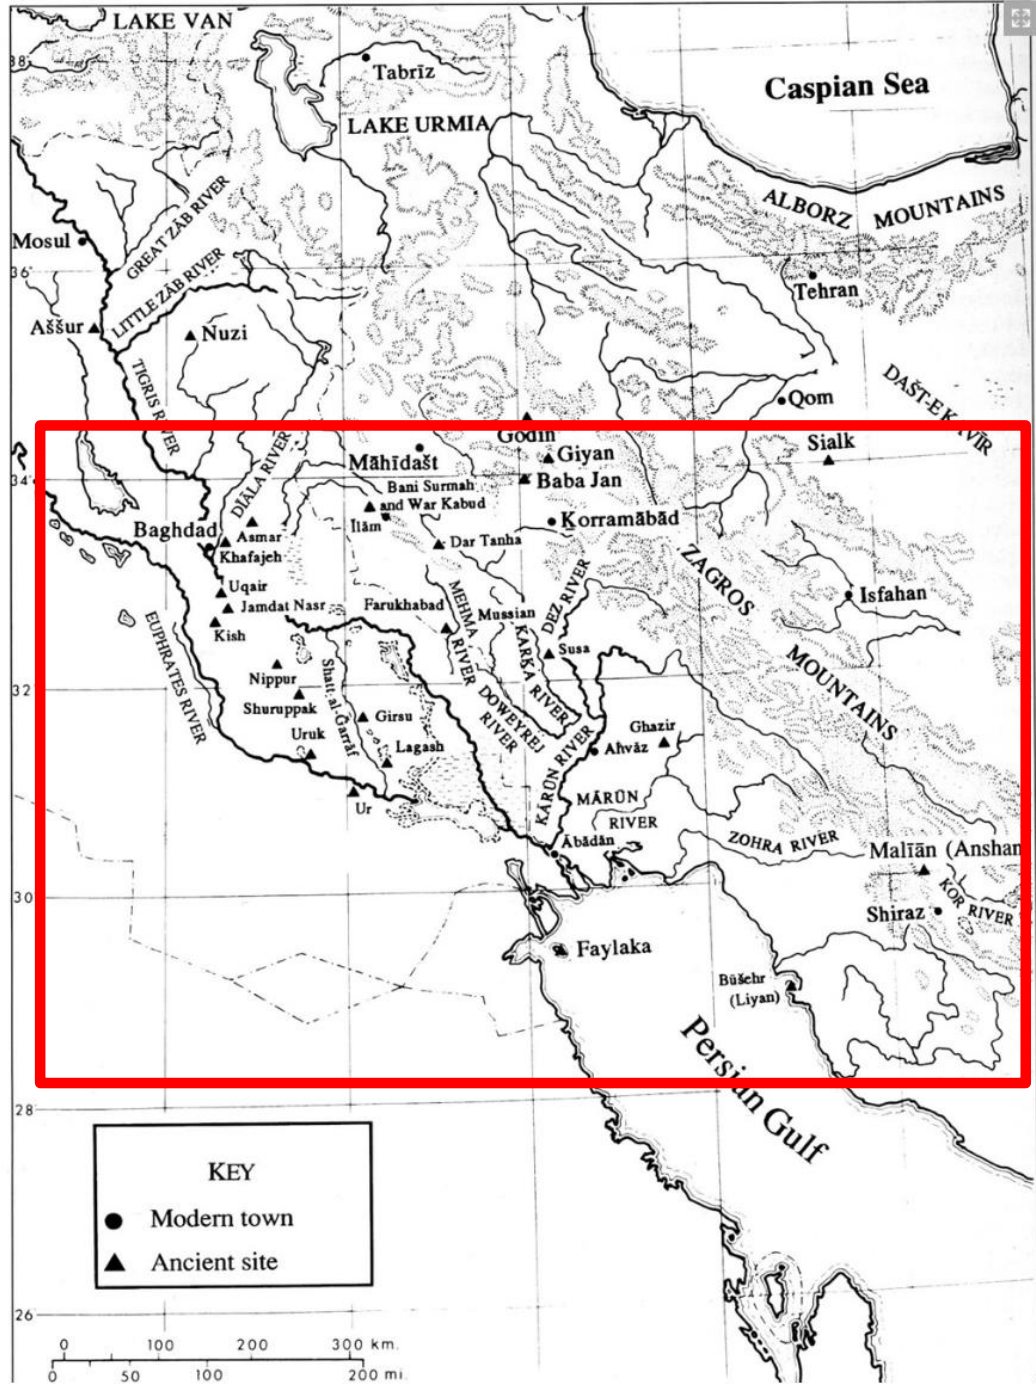 LAKE VAN
38°
Tabrīz
Caspian Sea
LAKE URMIA
ALBORZ MOUNTAINS
GREAT ZĀB RIVER
Mosul
36°
LITTLE ZĀB RIVER
Tehran
Aššur
Nuzi
TIGRIS RIVER
DAŠT-E KAVĪR
Qom
Godin
Sialk
Māhīdašt
Giyan
DIĀLA RIVER
34
Bani Surmah
and War Kabud
Baba Jan
Īlām
Korramābād
Baghdad
Asmar
Khafajeh
Dar Tanha
ZAGROS
MOUNTAINS
DEZ RIVER
Isfahan
Uqair
Jamdat Nasr
Farukhabad
MEHMA
RIVER
Mussian
KARKA RIVER
EUPHRATES RIVER
Kish
Susa
Nippur
32
Shuruppak
Shatt al-Garrāf
Girsu
DOWEYREJ
RIVER
Ghazir
Uruk
Lagash
Ahvāz
KĀRŪN RIVER
Ur
MĀRŪN
RIVER
Ābādān
ZOHRA RIVER
Malīān (Anshan
30
KOR RIVER
Shiraz
Faylaka
Būšehr
(Liyan)
Persian Gulf
28
KEY
Modern town
Ancient site
26
0 100 200 300 km.
0 50 100 200 mi.